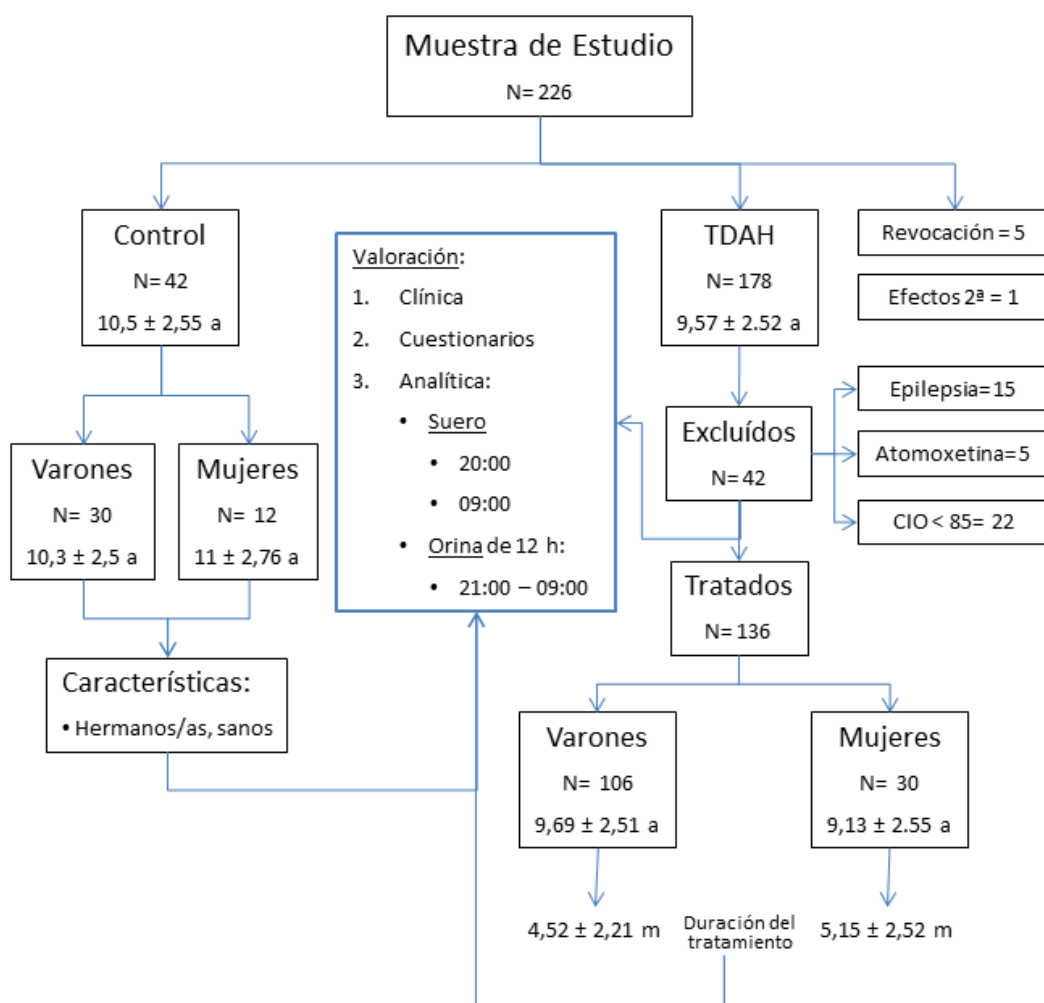 Muestra de Estudio
N= 226
Control
N= 42
10,5 ± 2,55 a
TDAH
N= 178
9,57 ± 2.52 a
Revocación = 5
Efectos 2ª = 1
Valoración:
1. Clínica
2. Cuestionarios
3. Analítica:
• Suero
• 20:00
• 09:00
• Orina de 12 h:
• 21:00 – 09:00
Excluídos
N= 42
Epilepsia=15
Atomoxetina=5
CIO < 85= 22
Varones
N= 30
10,3 ± 2,5 a
Mujeres
N= 12
11 ± 2,76 a
Características:
• Hermanos/as, sanos
Tratados
N= 136
Varones
N= 106
9,69 ± 2,51 a
Mujeres
N= 30
9,13 ± 2.55 a
4,52 ± 2,21 m
Duración del
tratamiento
5,15 ± 2,52 m